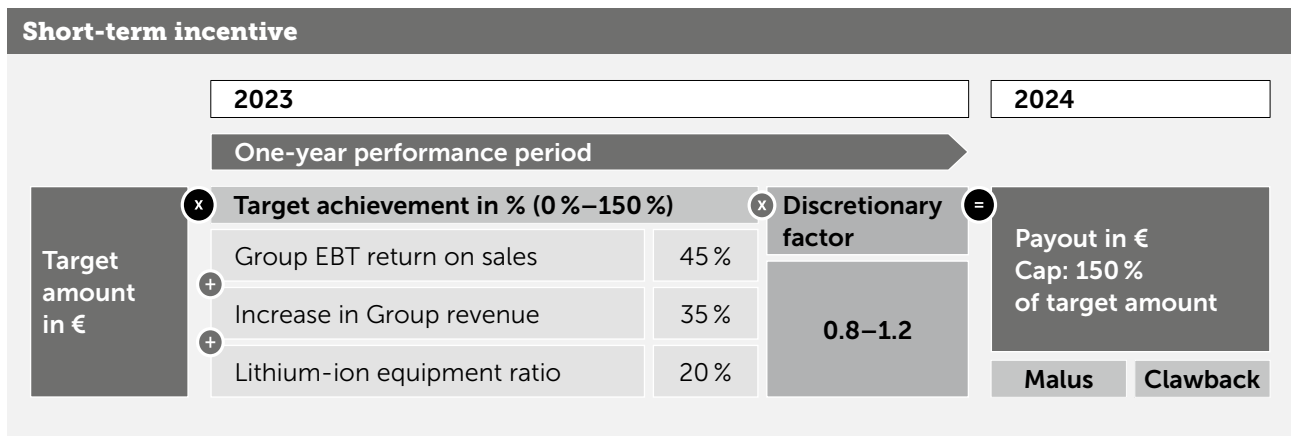 Short-term incentive
2023
2024
One-year performance period
Target
amount
in €
x
Target achievement in % (0 %–150 %)
Group EBT return on sales
45 %
+
Increase in Group revenue
35 %
+
Lithium-ion equipment ratio
20 %
x
Discretionary
factor
0.8–1.2
=
Payout in €
Cap: 150 %
of target amount
Malus
Clawback